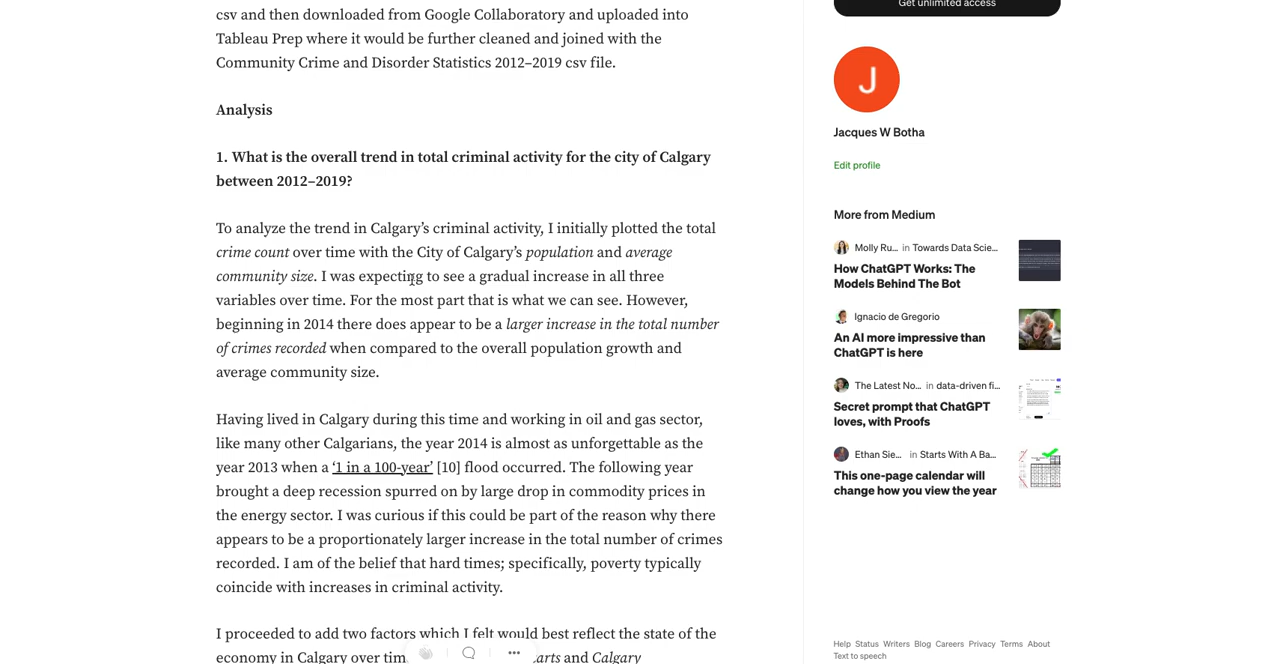 csv and then downloaded from Google Collaboratory and uploaded into
Tableau Prep where it would be further cleaned and joined with the
Community Crime and Disorder Statistics 2012–2019 csv file.
Analysis
1. What is the overall trend in total criminal activity for the city of Calgary
between 2012–2019?
To analyze the trend in Calgary’s criminal activity, I initially plotted the total
crime count over time with the City of Calgary’s population and average
community size. I was expecting to see a gradual increase in all three
variables over time. For the most part that is what we can see. However,
beginning in 2014 there does appear to be a larger increase in the total number
of crimes recorded when compared to the overall population growth and
average community size.
Having lived in Calgary during this time and working in oil and gas sector,
like many other Calgarians, the year 2014 is almost as unforgettable as the
year 2013 when a ‘1 in a 100-year’ [10] flood occurred. The following year
brought a deep recession spurred on by large drop in commodity prices in
the energy sector. I was curious if this could be part of the reason why there
appears to be a proportionately larger increase in the total number of crimes
recorded. I am of the belief that hard times; specifically, poverty typically
coincide with increases in criminal activity.
I proceeded to add two factors which I felt would best reflect the state of the
economy in Calgary over tim arts and Calgary
Get unlimited access
J
Jacques W Botha
Edit profile
More from Medium
Molly Ru... in Towards Data Scie...
How ChatGPT Works: The
Models Behind The Bot
Ignacio de Gregorio
An AI more impressive than
ChatGPT is here
The Latest No... in data-driven fi...
Secret prompt that ChatGPT
loves, with Proofs
Ethan Sie... in Starts With A Ba...
This one-page calendar will
change how you view the year
Help Status Writers Blog Careers Privacy Terms About
Text to speech